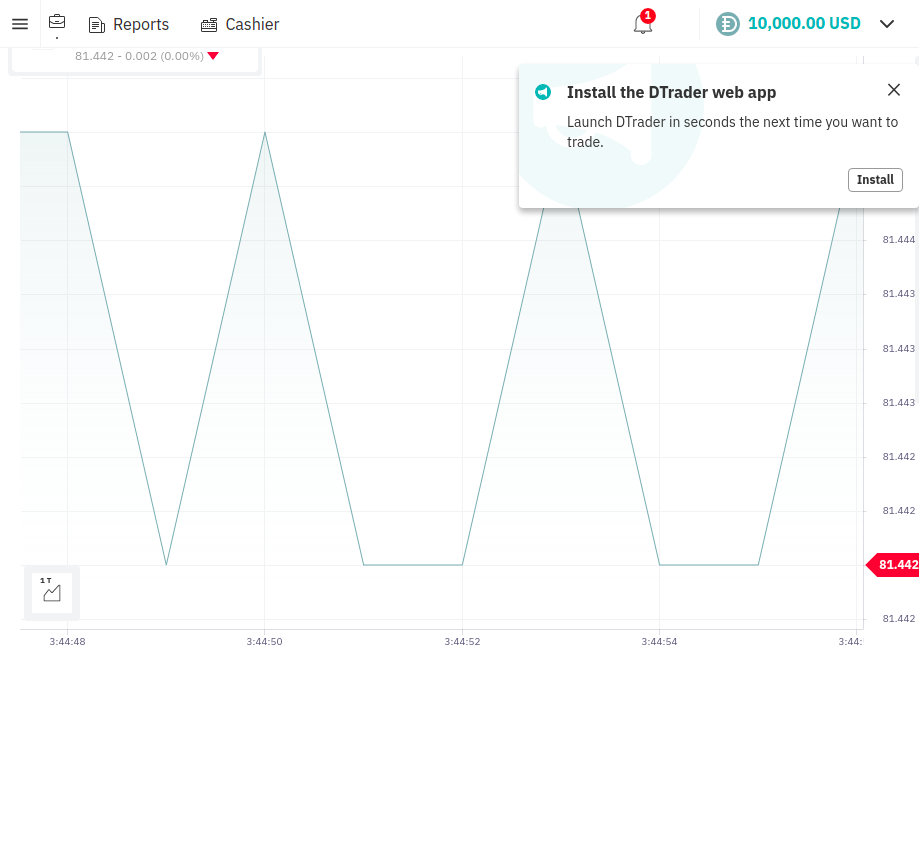 Reports
Cashier
1
10,000.00 USD
81.442 - 0.002 (0.00%)
Install the DTrader web app
Launch DTrader in seconds the next time you want to
trade.
Install
81.444
81.443
81.443
81.443
81.442
81.442
81.442
81.442
1 T
3:44:48
3:44:50
3:44:52
3:44:54
3:44: